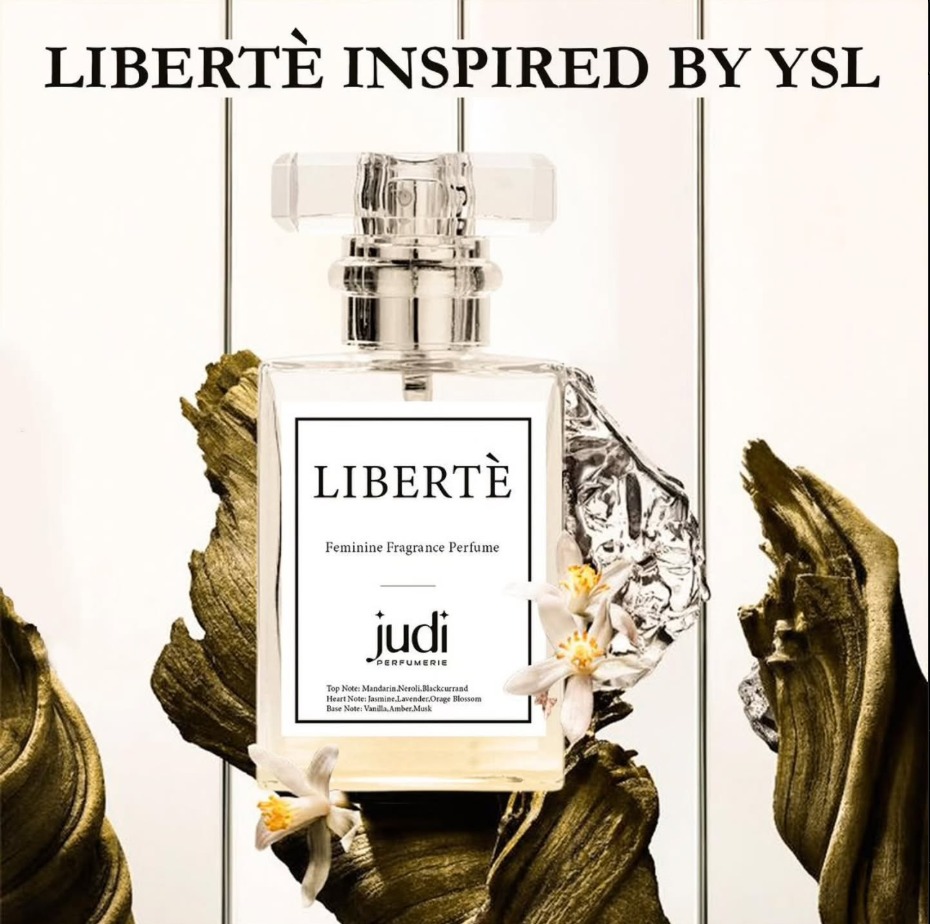 LIBERTÈ INSPIRED BY YSL
LIBERTÈ
Feminine Fragrance Perfume
judi
PERFUMERIE
Top Note: Mandarin,Neroli,Blackcurrand
Heart Note: Jasmine,Lavender,Orage Blossom
Base Note: Vanilla,Amber,Musk